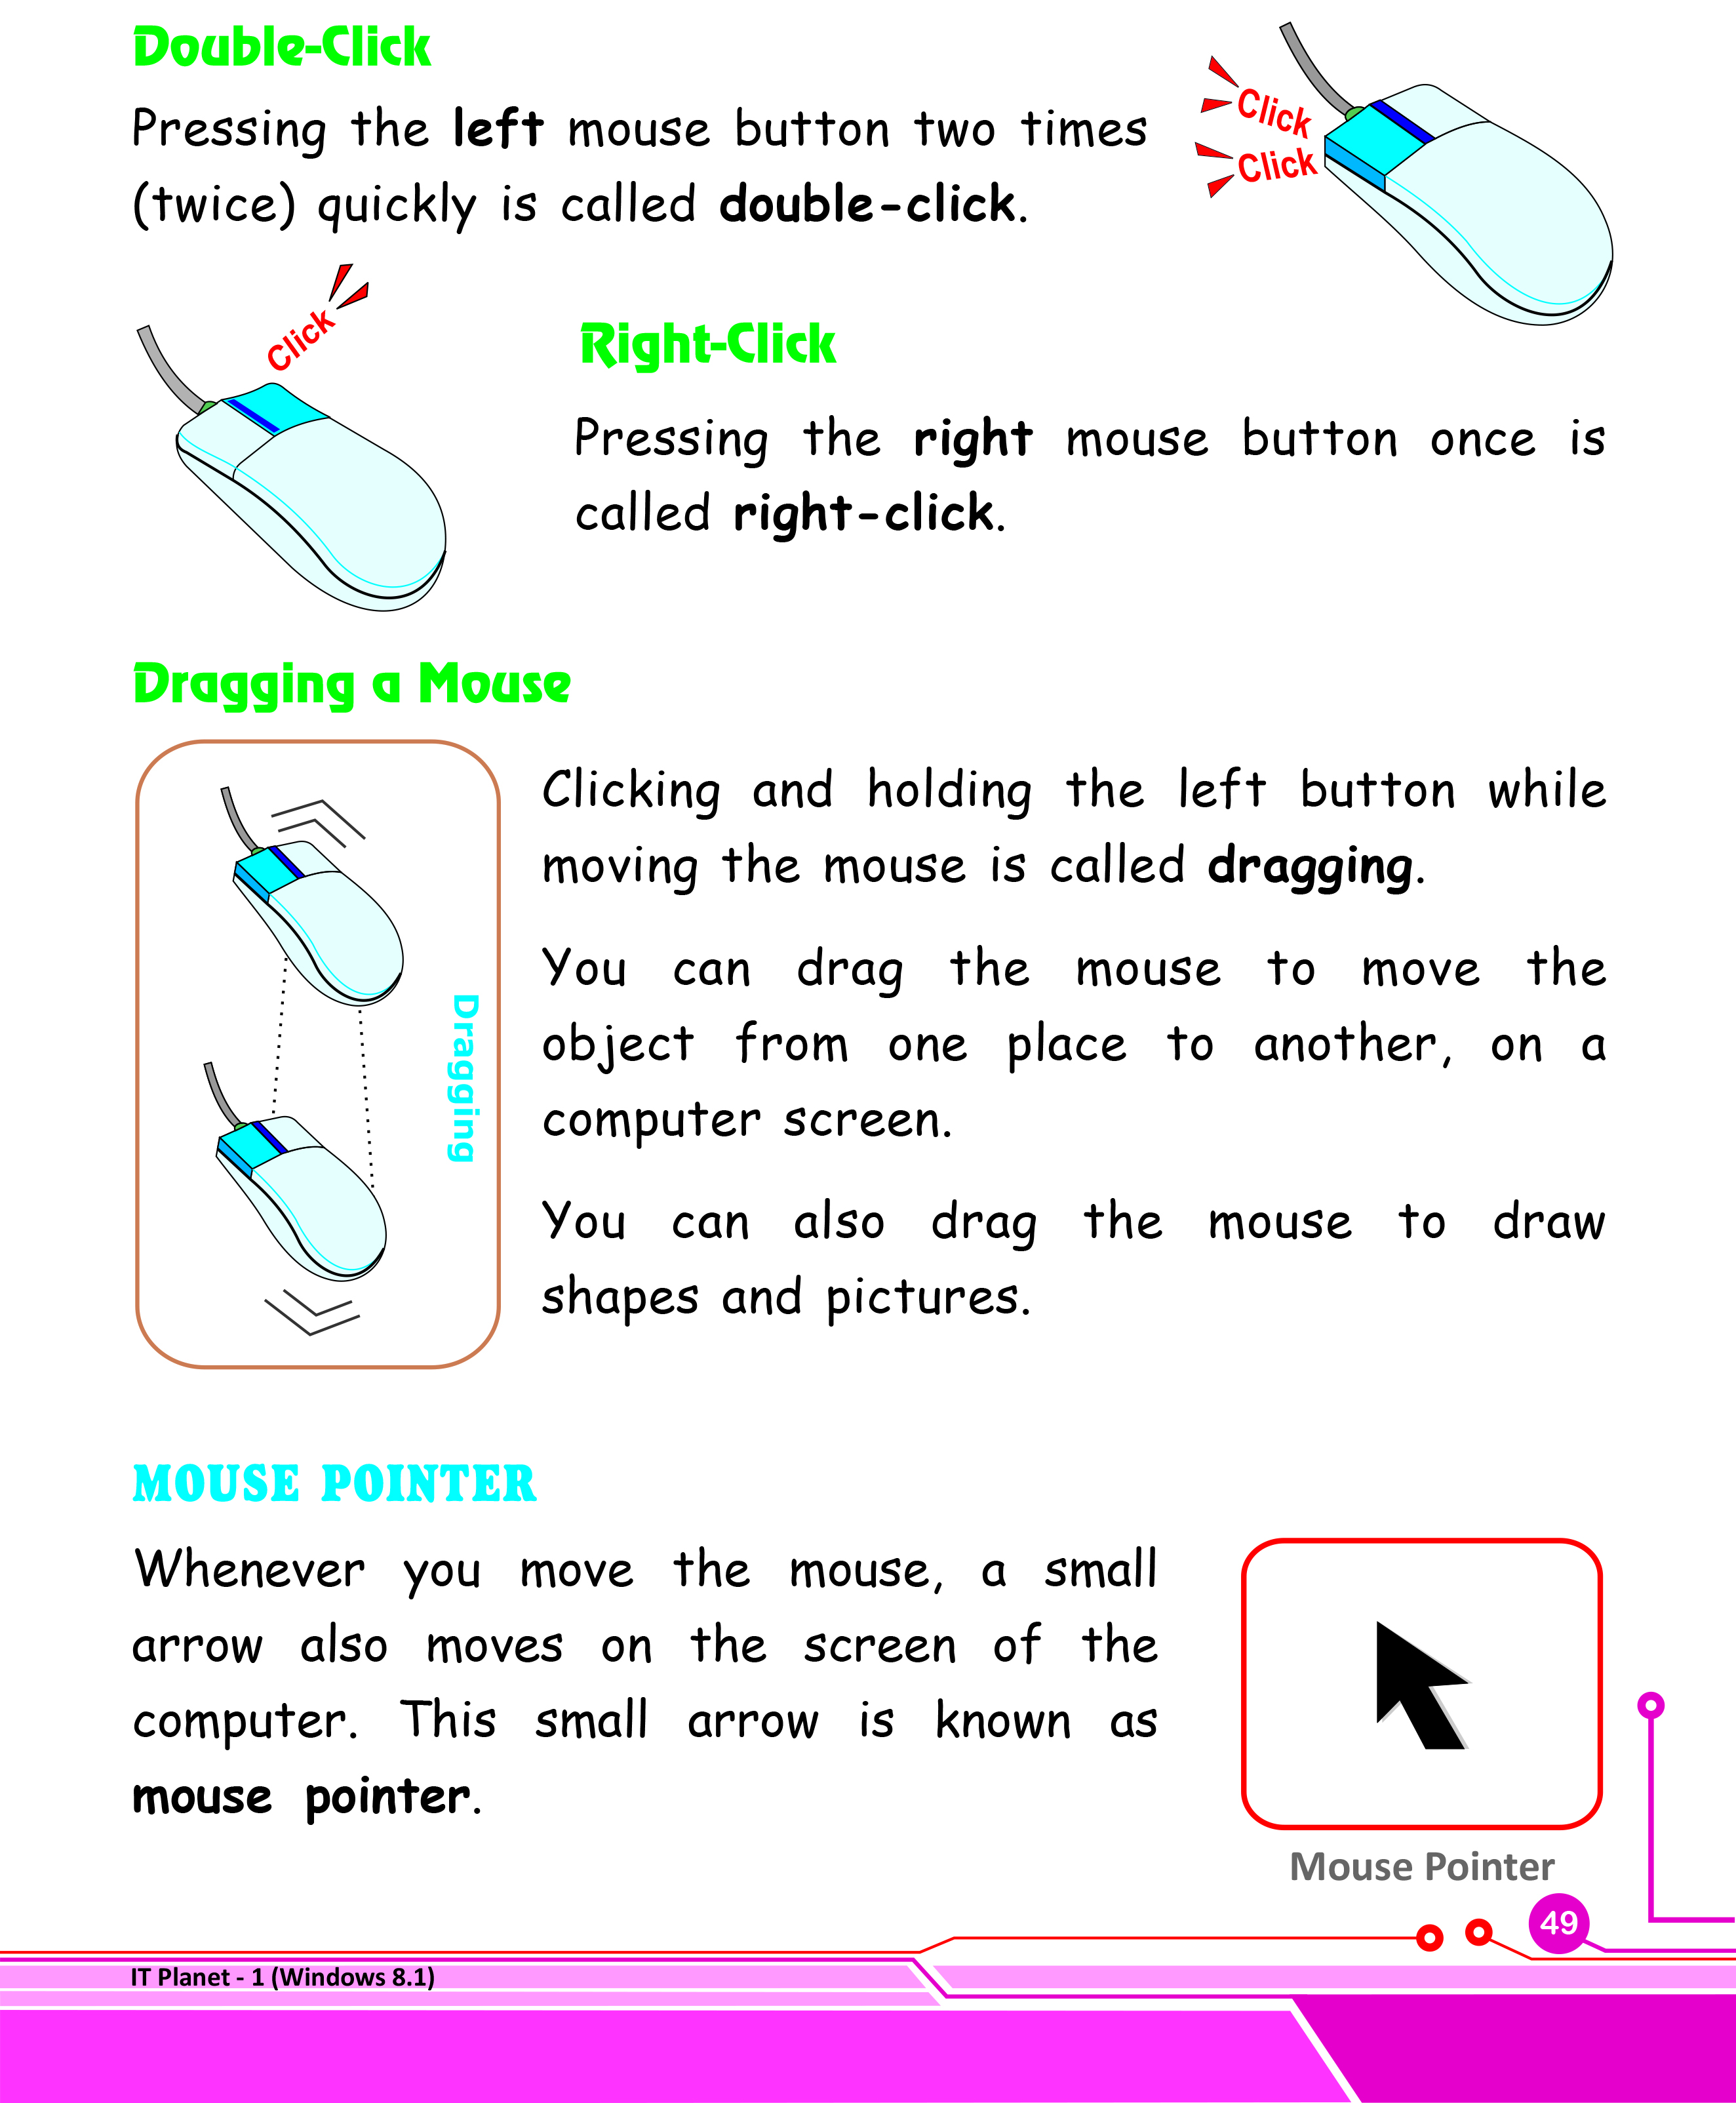 Double-Click
Pressing the left mouse button two times
(twice) quickly is called double-click.
Click
Click
Click
Right-Click
Pressing the right mouse button once is
called right-click.
Dragging a Mouse
Dragging
Clicking and holding the left button while
moving the mouse is called dragging.
You can drag the mouse to move the
object from one place to another, on a
computer screen.
You can also drag the mouse to draw
shapes and pictures.
MOUSE POINTER
Whenever you move the mouse, a small
arrow also moves on the screen of the
computer. This small arrow is known as
mouse pointer.
Mouse Pointer
49
IT Planet - 1 (Windows 8.1)